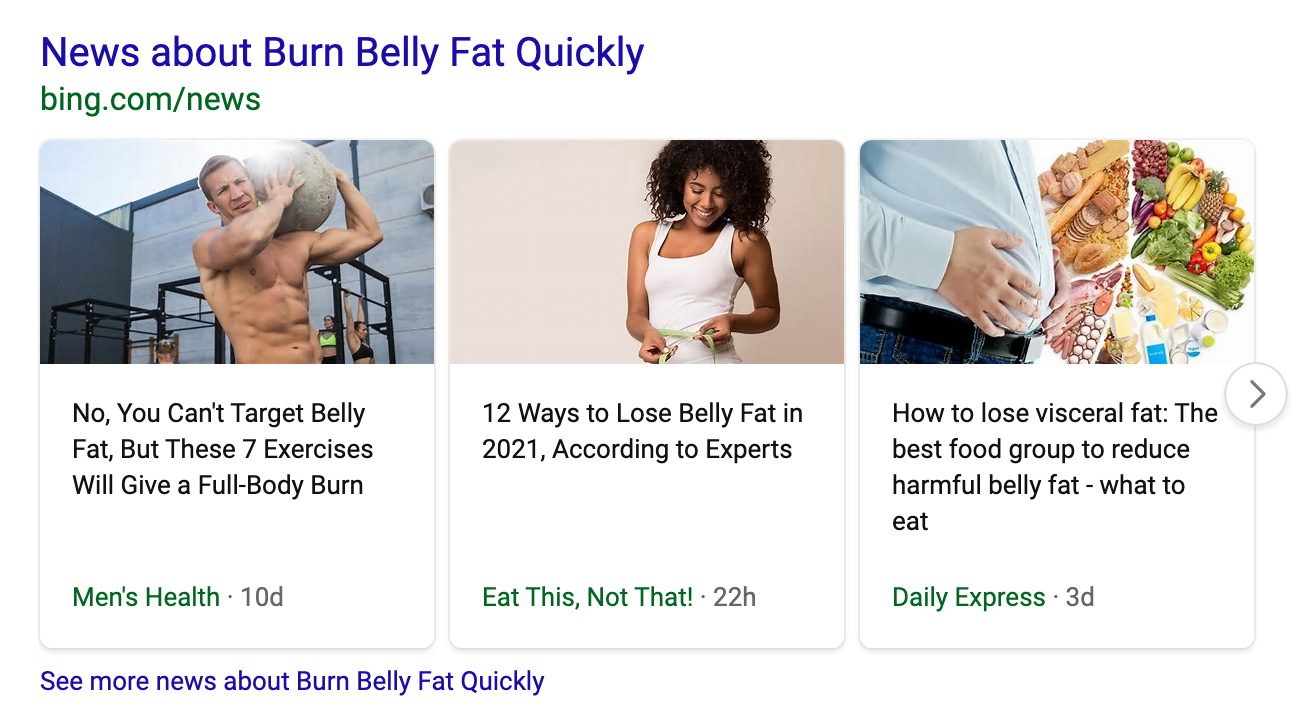 News about Burn Belly Fat Quickly
bing.com/news
No, You Can't Target Belly
Fat, But These 7 Exercises
Will Give a Full-Body Burn
Men's Health · 10d
12 Ways to Lose Belly Fat in
2021, According to Experts
Eat This, Not That! · 22h
How to lose visceral fat: The
best food group to reduce
harmful belly fat - what to
eat
Daily Express · 3d
See more news about Burn Belly Fat Quickly